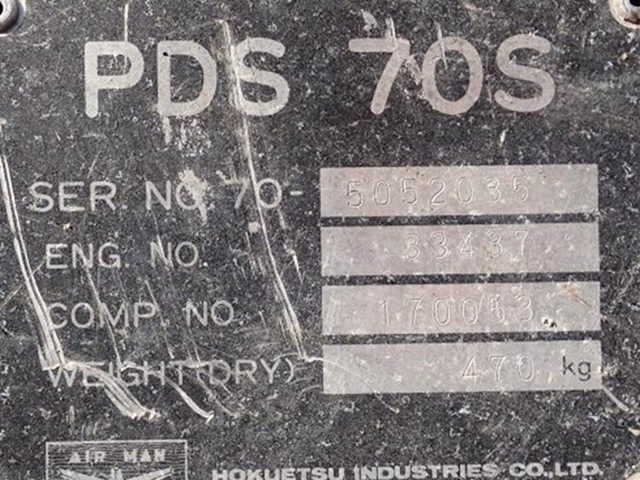 PDS 70S
SER. NO. 70- 5052035
ENG. NO. 33437
COMP. NO. 170053
WEIGHT(DRY) 470 kg
AIR MAN
HOKUETSU INDUSTRIES CO.,LTD.